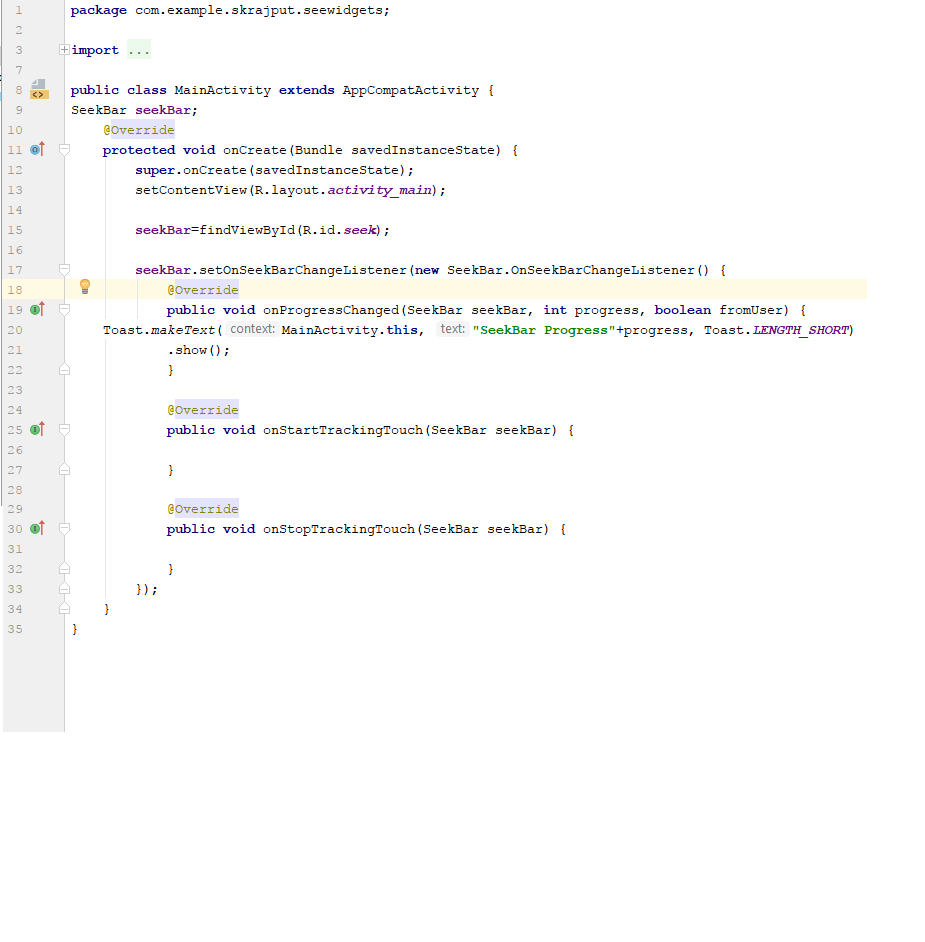 1 package com.example.skrajput.seewidgets;
2
3 import ...
7
8 public class MainActivity extends AppCompatActivity {
9 SeekBar seekBar;
10 @Override
11 protected void onCreate(Bundle savedInstanceState) {
12 super.onCreate(savedInstanceState);
13 setContentView(R.layout.activity_main);
14
15 seekBar=findViewById(R.id.seek);
16
17 seekBar.setOnSeekBarChangeListener(new SeekBar.OnSeekBarChangeListener() {
18 @Override
19 public void onProgressChanged(SeekBar seekBar, int progress, boolean fromUser) {
20 Toast.makeText( context: MainActivity.this, text: "SeekBar Progress"+progress, Toast.LENGTH_SHORT)
21 .show();
22 }
23
24 @Override
25 public void onStartTrackingTouch(SeekBar seekBar) {
26
27 }
28
29 @Override
30 public void onStopTrackingTouch(SeekBar seekBar) {
31
32 }
33 });
34 }
35 }